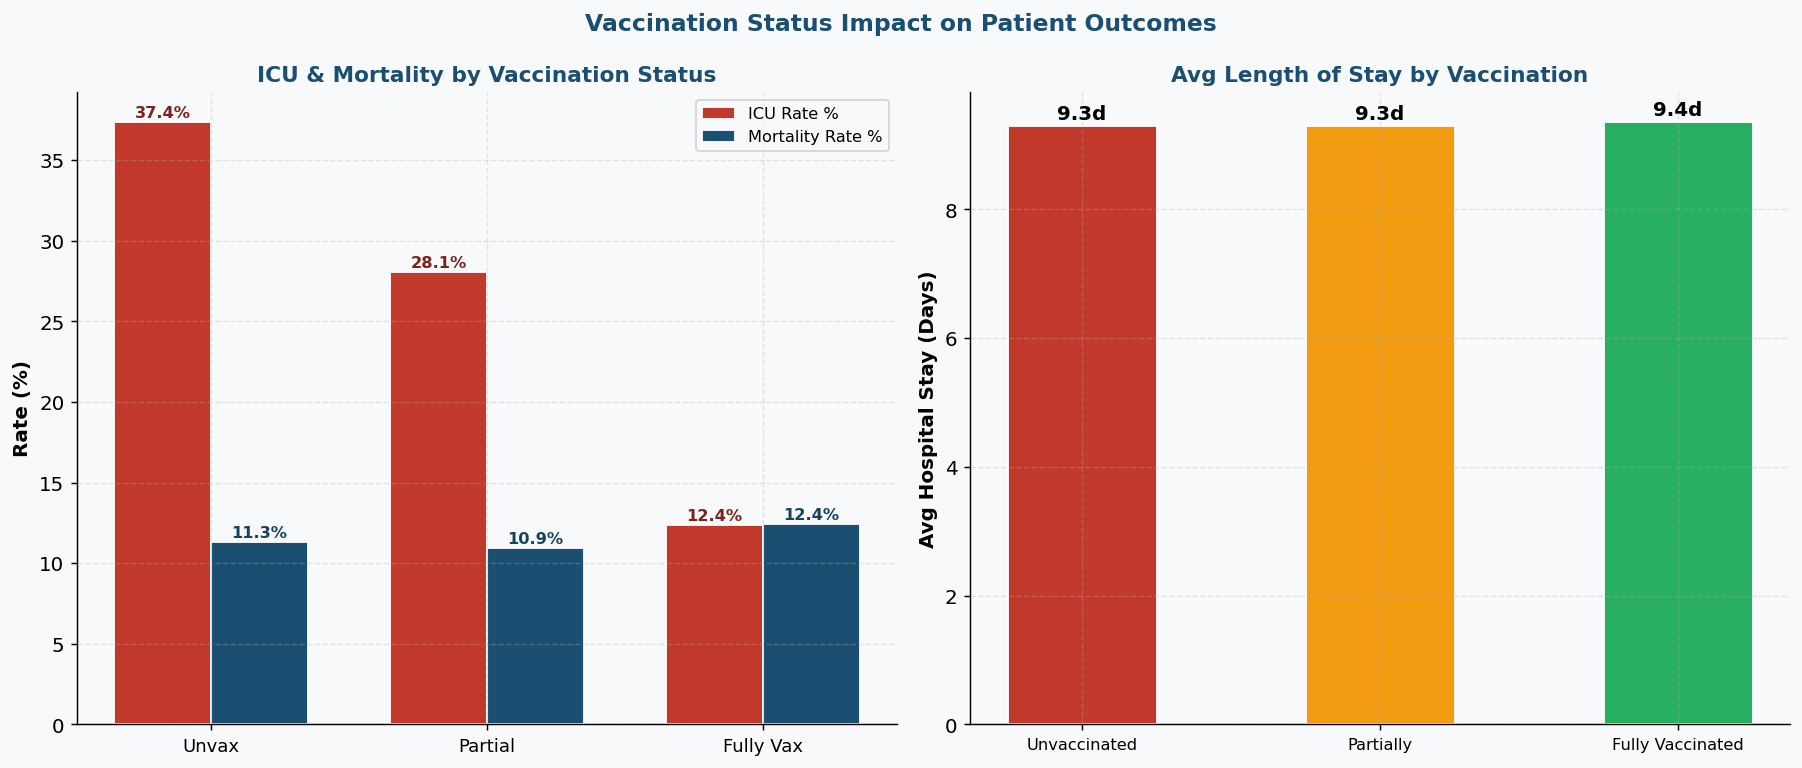 Vaccination Status Impact on Patient Outcomes
ICU & Mortality by Vaccination Status
Rate (%)
35
30
25
20
15
10
5
0
37.4%
11.3%
28.1%
10.9%
12.4%
12.4%
ICU Rate %
Mortality Rate %
Unvax
Partial
Fully Vax
Avg Length of Stay by Vaccination
Avg Hospital Stay (Days)
8
6
4
2
0
9.3d
9.3d
9.4d
Unvaccinated
Partially
Fully Vaccinated